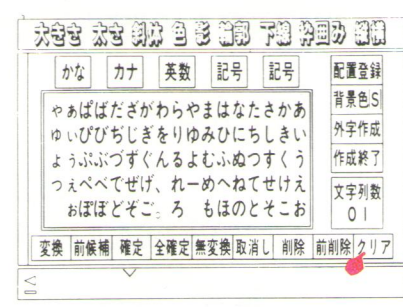 大きさ 太さ 斜体 色 影 輪郭 下線 枠囲み 縦横
かな カナ 英数 記号 記号
配置登録
背景色S
外字作成
作成終了
文字列数
01
ゃぁぱばだざがわらやまはなたさかあ
ゅぃぴびぢじぎをりゆみひにちしきい
ょぅぷぶづずぐんるよむふぬつすくう
っぇぺべでぜげ、れーめへねてせけえ
ぉぽぼどぞご。ろ もほのとそこお
変換 前候補 確定 全確定 無変換 取消し 削除 前削除 クリア